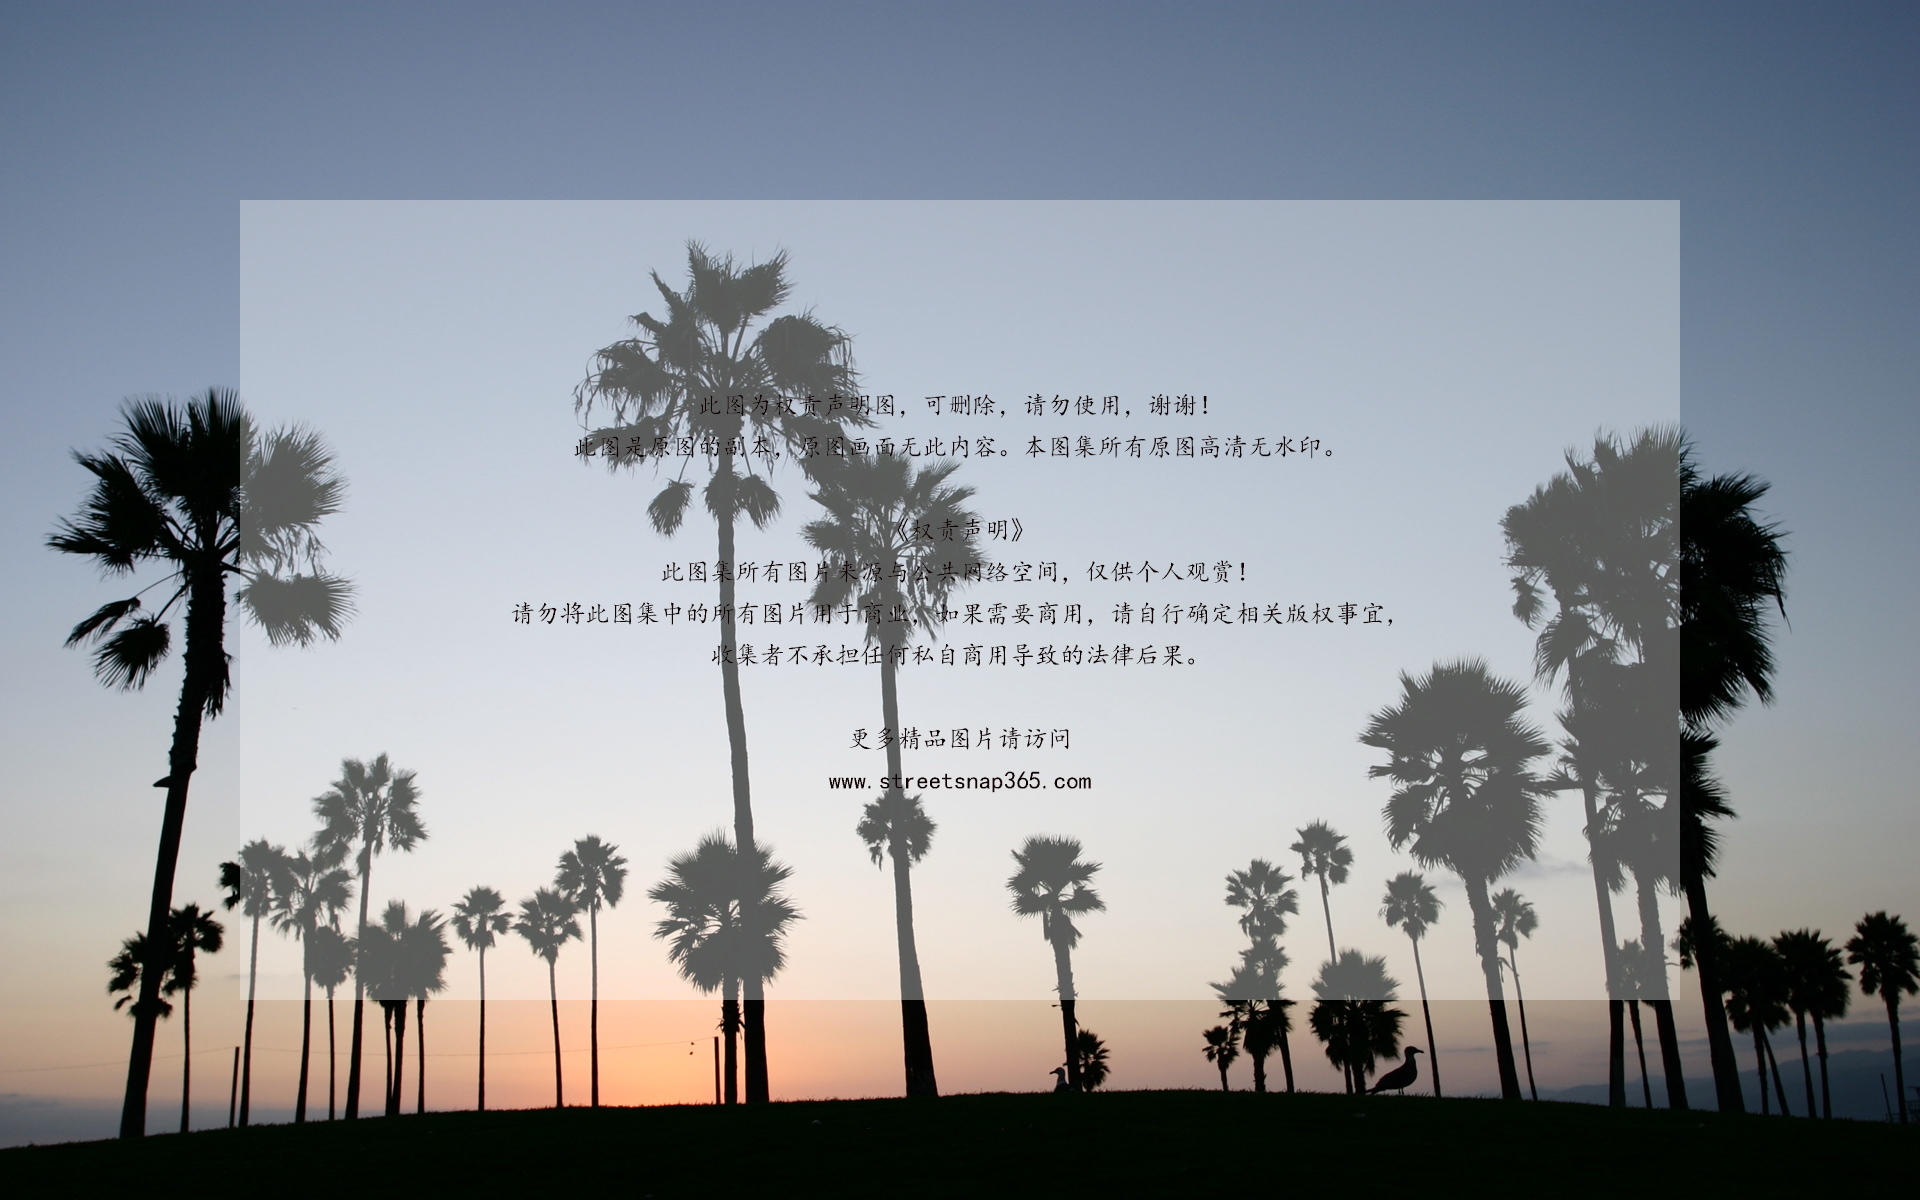 此图为权责声明图，可删除，请勿使用，谢谢！
此图是原图的副本，原图画面无此内容。本图集所有原图高清无水印。
《权责声明》
此图集所有图片来源与公共网络空间，仅供个人观赏！
请勿将此图集中的所有图片用于商业，如果需要商用，请自行确定相关版权事宜，
收集者不承担任何私自商用导致的法律后果。
更多精品图片请访问
www.streetsnap365.com